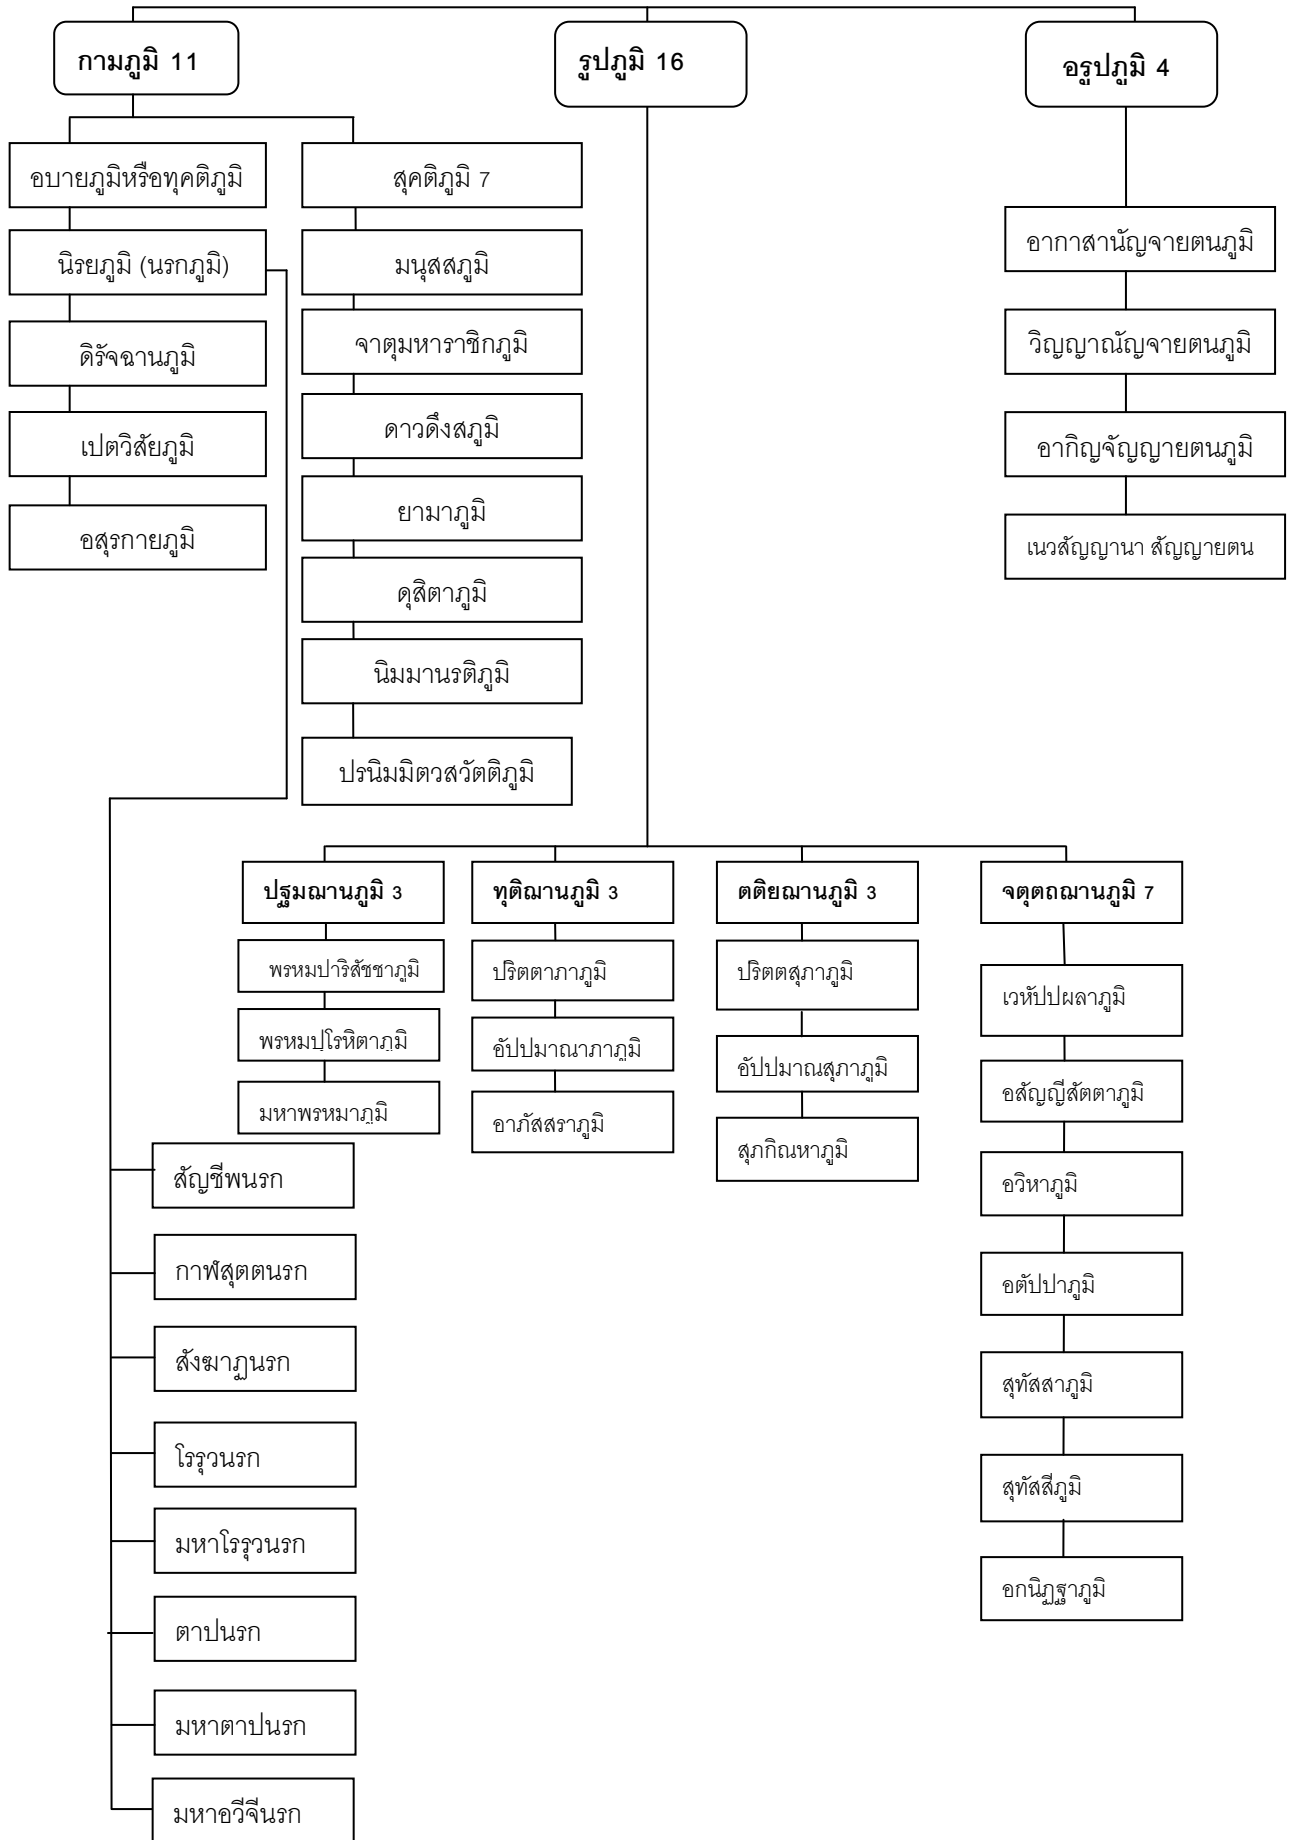 กามภูมิ 11
รูปภูมิ 16
อรูปภูมิ 4
อบายภูมิหรือทุคติภูมิ
นิรยภูมิ (นรกภูมิ)
ดิรัจฉานภูมิ
เปตวิสัยภูมิ
อสุรกายภูมิ
สุคติภูมิ 7
มนุสสภูมิ
จาตุมหาราชิกภูมิ
ดาวดึงสภูมิ
ยามาภูมิ
ดุสิตาภูมิ
นิมมานรติภูมิ
ปรนิมมิตวสวัตติภูมิ
อากาสานัญจายตนภูมิ
วิญญาณัญจายตนภูมิ
อากิญจัญญายตนภูมิ
เนวสัญญานา สัญญายตน
ปฐมฌานภูมิ 3
พรหมปาริสัชชาภูมิ
พรหมปุโรหิตาภูมิ
มหาพรหมาภูมิ
ทุติฌานภูมิ 3
ปริตตาภาภูมิ
อัปปมาณาภาภูมิ
อาภัสสราภูมิ
ตติยฌานภูมิ 3
ปริตตสุภาภูมิ
อัปปมาณสุภาภูมิ
สุภกิณหาภูมิ
จตุตถฌานภูมิ 7
เวหัปปผลาภูมิ
อสัญญีสัตตาภูมิ
อวิหาภูมิ
อตัปปาภูมิ
สุทัสสาภูมิ
สุทัสสีภูมิ
อกนิฏฐาภูมิ
สัญชีพนรก
กาฬสุตตนรก
สังฆาฏนรก
โรรุวนรก
มหาโรรุวนรก
ตาปนรก
มหาตาปนรก
มหาอวีจีนรก